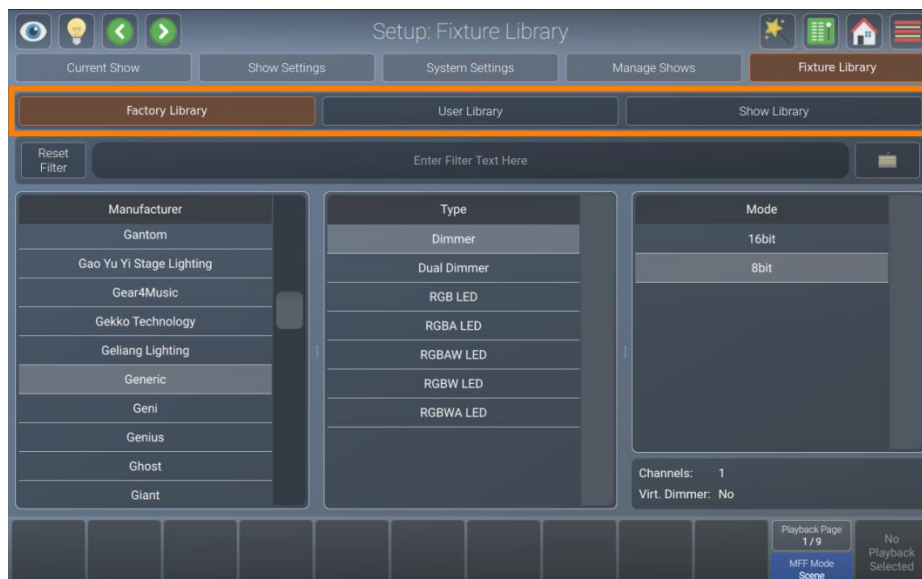 Setup: Fixture Library
Current Show
Show Settings
System Settings
Manage Shows
Fixture Library
Factory Library
User Library
Show Library
Reset
Filter
Enter Filter Text Here
Manufacturer
Gantom
Gao Yu Yi Stage Lighting
Gear4Music
Gekko Technology
Geliang Lighting
Generic
Geni
Genius
Ghost
Giant
Type
Dimmer
Dual Dimmer
RGB LED
RGBA LED
RGBAW LED
RGBW LED
RGBWA LED
Mode
16bit
8bit
Channels: 1
Virt. Dimmer: No
Playback Page
1 / 9
MFF Mode
Scene
No
Playback
Selected